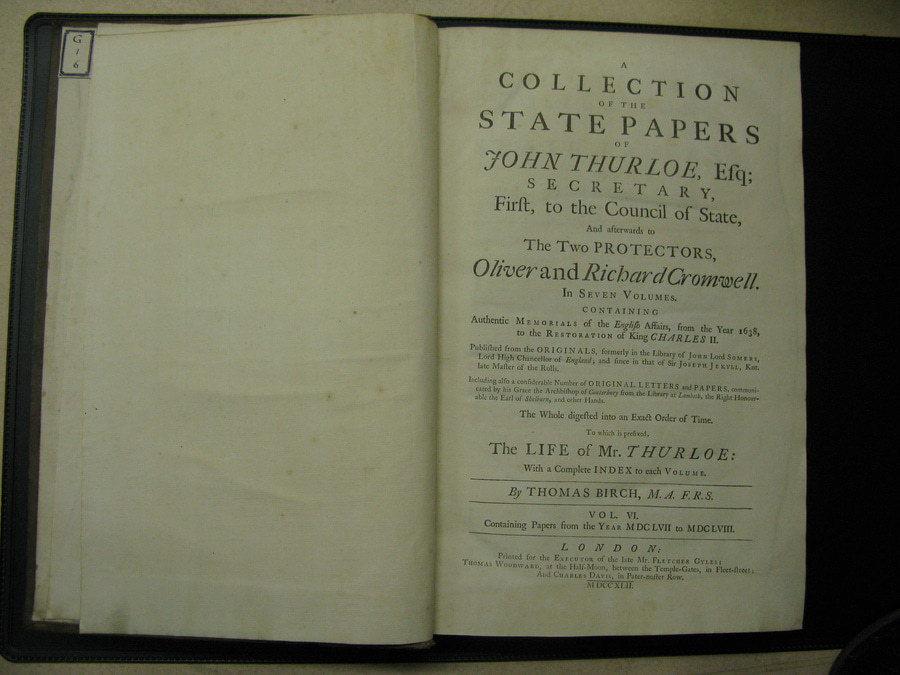 G
1
6
A
COLLECTION
OF THE
STATE PAPERS
OF
JOHN THURLOE, Eſq;
SECRETARY,
Firſt, to the Council of State,
And afterwards to
The Two PROTECTORS,
Oliver and Richard Cromwell.
In SEVEN VOLUMES.
CONTAINING
Authentic MEMORIALS of the Engliſh Affairs, from the Year 1638,
to the RESTORATION of King CHARLES II.
Publiſhed from the ORIGINALS, formerly in the Library of JOHN Lord SOMERS,
Lord High Chancellor of England; and ſince in that of Sir JOSEPH JEKYLL, Knt.
late Maſter of the Rolls.
Including alſo a conſiderable Number of ORIGINAL LETTERS and PAPERS, communi-
cated by his Grace the Archbiſhop of Canterbury from the Library at Lambeth, the Right Honour-
able the Earl of Shelburn, and other Hands.
The Whole digeſted into an Exact Order of Time.
To which is prefixed,
The LIFE of Mr. THURLOE:
With a Complete INDEX to each VOLUME.
By THOMAS BIRCH, M.A. F.R.S.
VOL. VI.
Containing Papers from the YEAR MDCLVII to MDCLVIII.
LONDON:
Printed for the EXECUTOR of the late Mr. FLETCHER GYLES;
THOMAS WOODWARD, at the Half-Moon, between the Temple-Gates, in Fleet-ſtreet;
And CHARLES DAVIS, in Pater-noſter Row.
MDCCXLII.